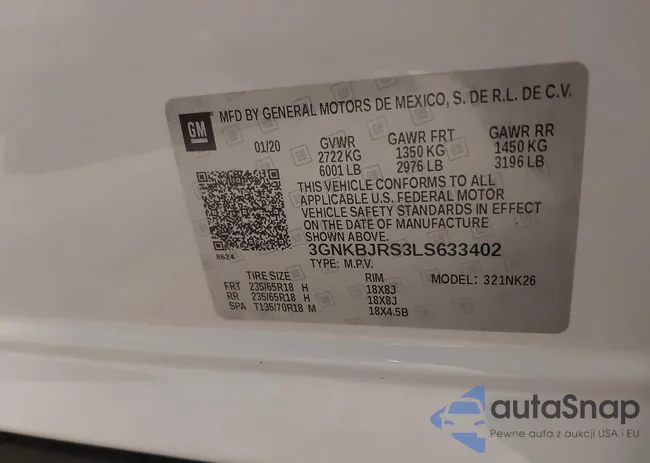 GM
MFD BY GENERAL MOTORS DE MEXICO, S. DE R.L. DE C.V.
01/20 GVWR GAWR FRT GAWR RR
2722 KG 1350 KG 1450 KG
6001 LB 2976 LB 3196 LB
THIS VEHICLE CONFORMS TO ALL
APPLICABLE U.S. FEDERAL MOTOR
VEHICLE SAFETY STANDARDS IN EFFECT
ON THE DATE OF MANUFACTURE
SHOWN ABOVE.
8624 3GNKBJRS3LS633402
TYPE: M.P.V. MODEL: 321NK26
TIRE SIZE RIM
FRT 235/65R18 H 18X8J
RR 235/65R18 H 18X8J
SPA T135/70R18 M 18X4.5B
autaSnap
Pewne auta z aukcji USA i EU